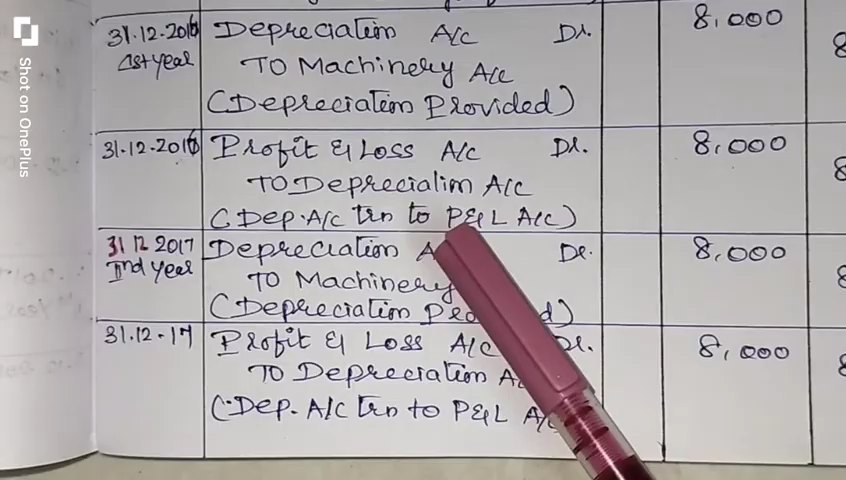 31.12.2016 Depreciation A/c Dr. 8,000
1st year TO Machinery A/c
(Depreciation Provided)
31.12.2016 Profit & Loss A/c Dr. 8,000
TO Depreciation A/c
(Dep. A/c trn to P&L A/c)
31 12 2017 Depreciation Dr. 8,000
IInd year TO Machinery
(Depreciation
31.12-17 Profit & Loss A/c Dr. 8,000
TO Depreciation
(Dep. A/c trn to P&L A/c
Shot on OnePlus